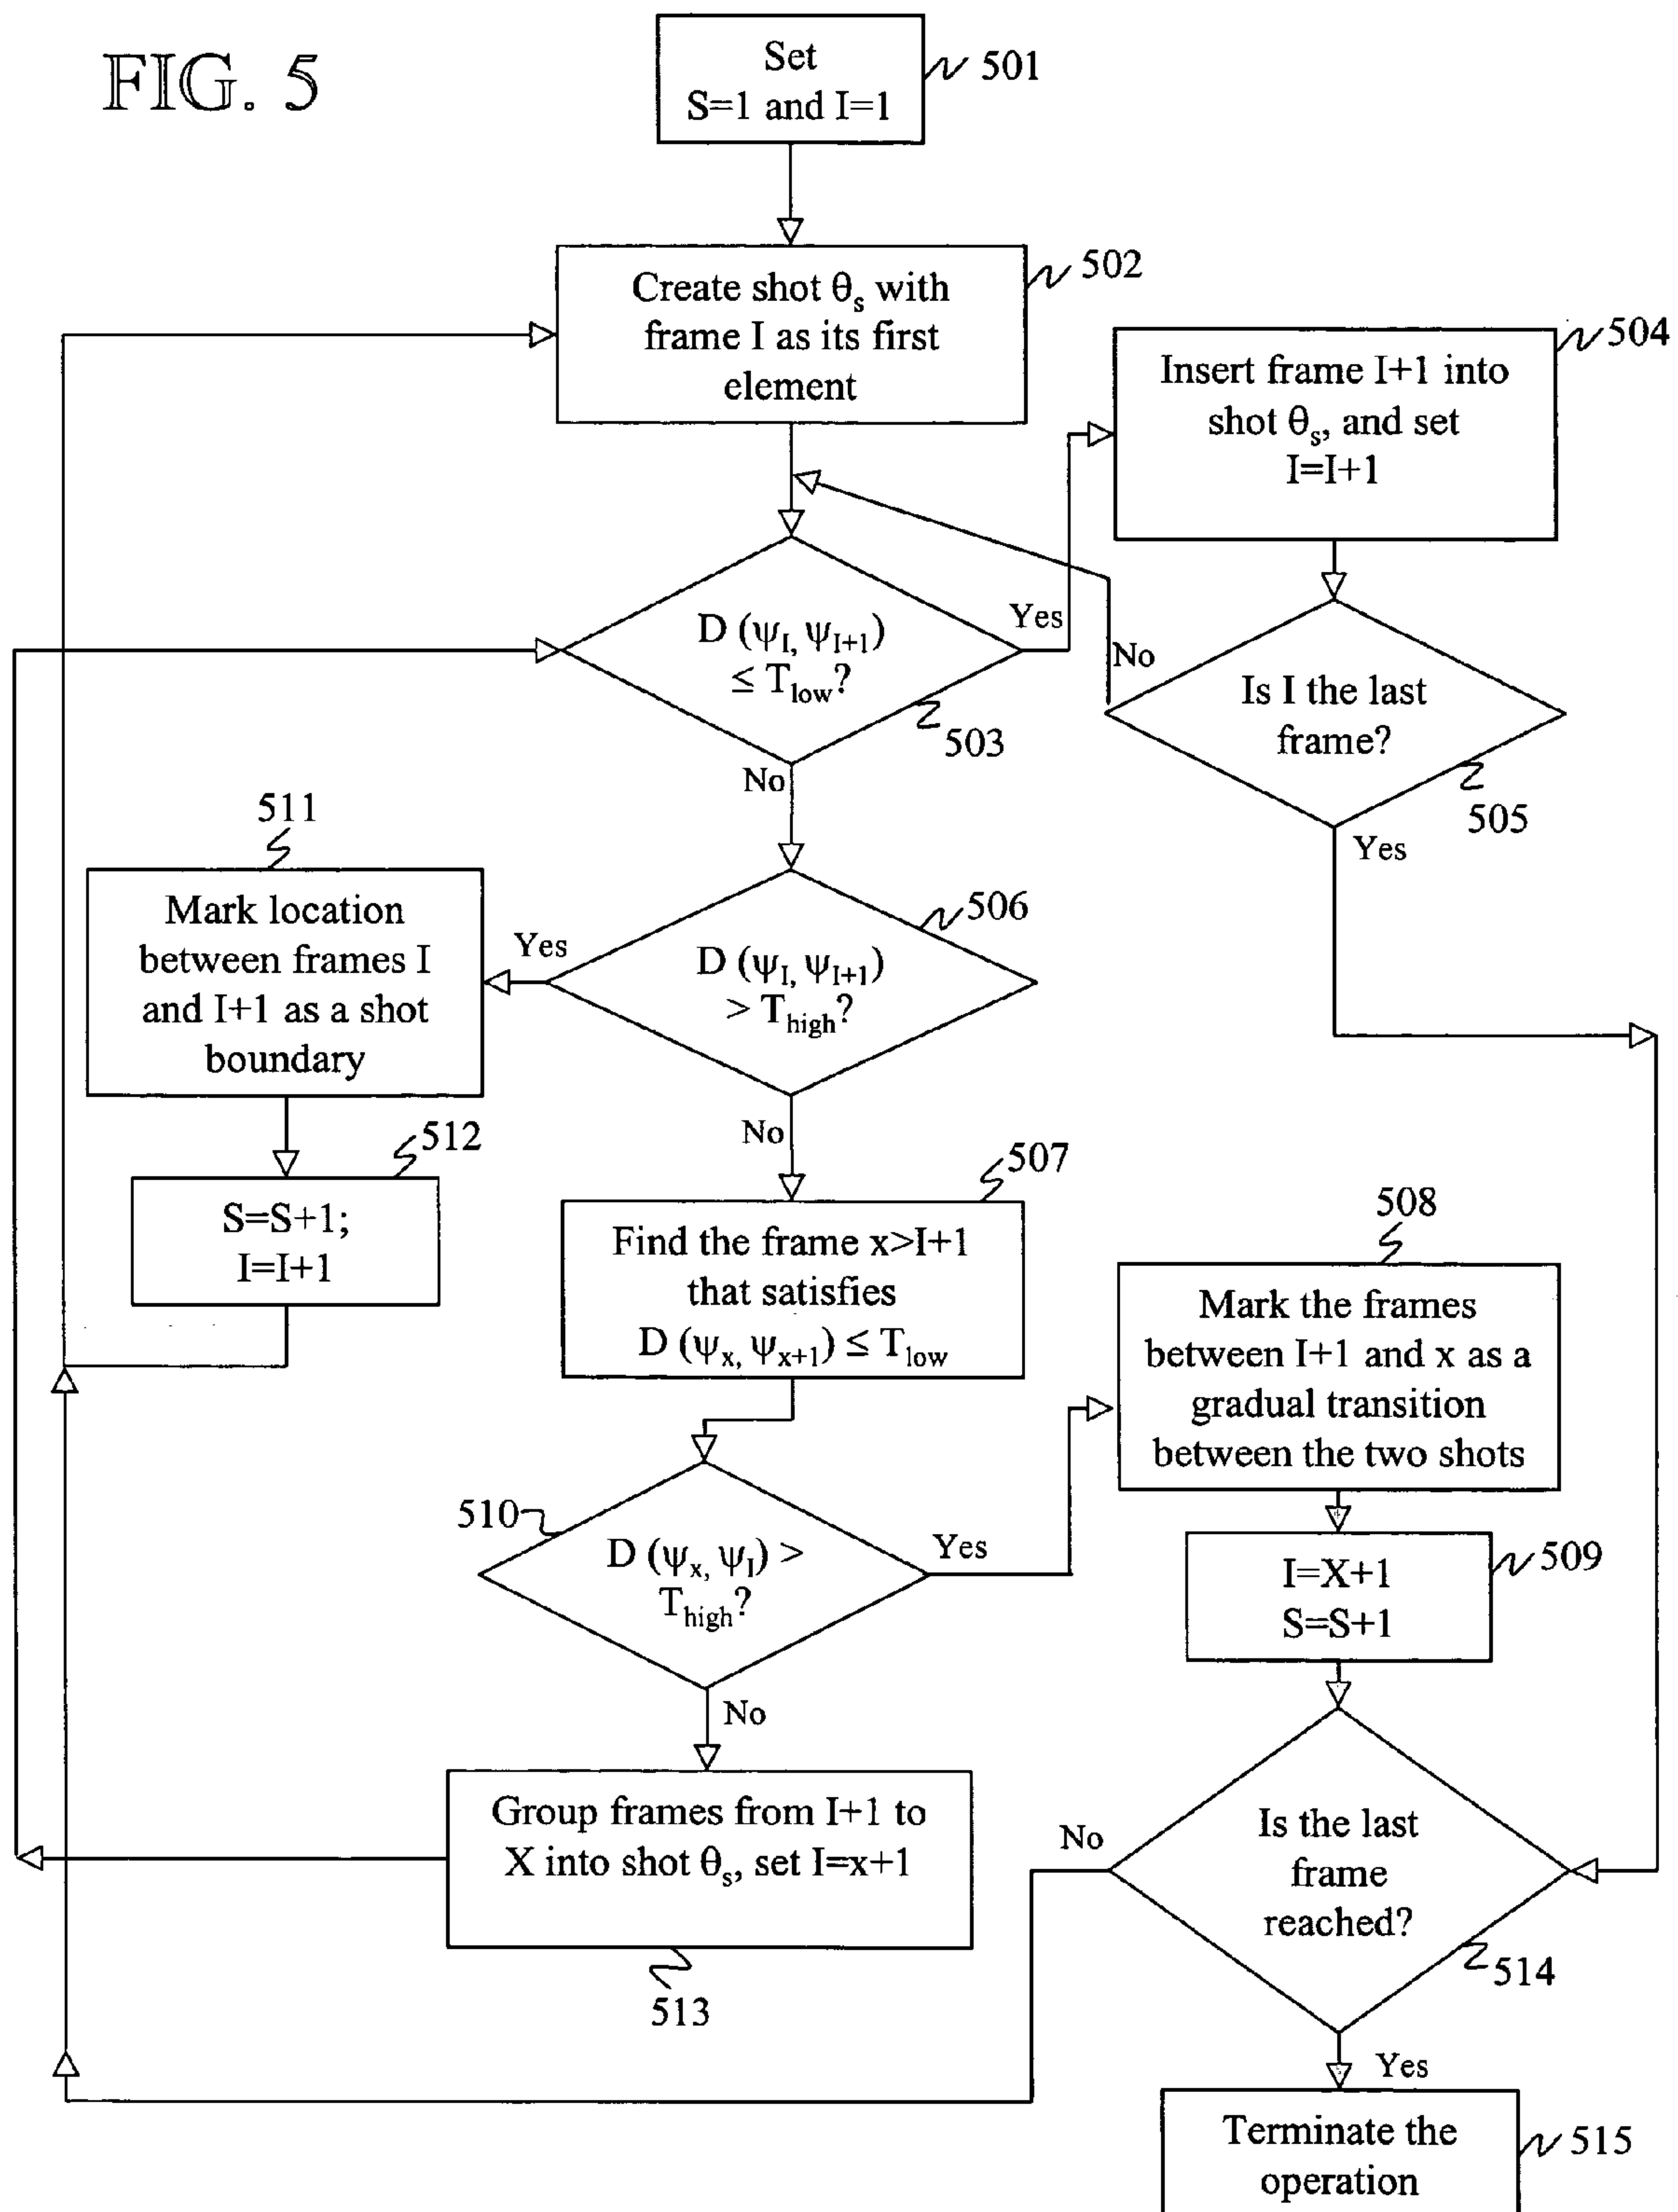 FIG. 5
Set
S=1 and I=1
501
Create shot θs with
frame I as its first
element
502
Insert frame I+1 into
shot θs, and set
I=I+1
504
D (ψI, ψI+1)
≤ Tlow?
503
Yes
No
Is I the last
frame?
505
No
Yes
511
Mark location
between frames I
and I+1 as a shot
boundary
Yes
D (ψI, ψI+1)
> Thigh?
506
No
512
S=S+1;
I=I+1
507
Find the frame x>I+1
that satisfies
D (ψx, ψx+1) ≤ Tlow
508
Mark the frames
between I+1 and x as a
gradual transition
between the two shots
510
D (ψx, ψI) >
Thigh?
Yes
No
I=X+1
S=S+1
509
Group frames from I+1 to
X into shot θs, set I=x+1
513
No
Is the last
frame
reached?
514
Yes
Terminate the
operation
515